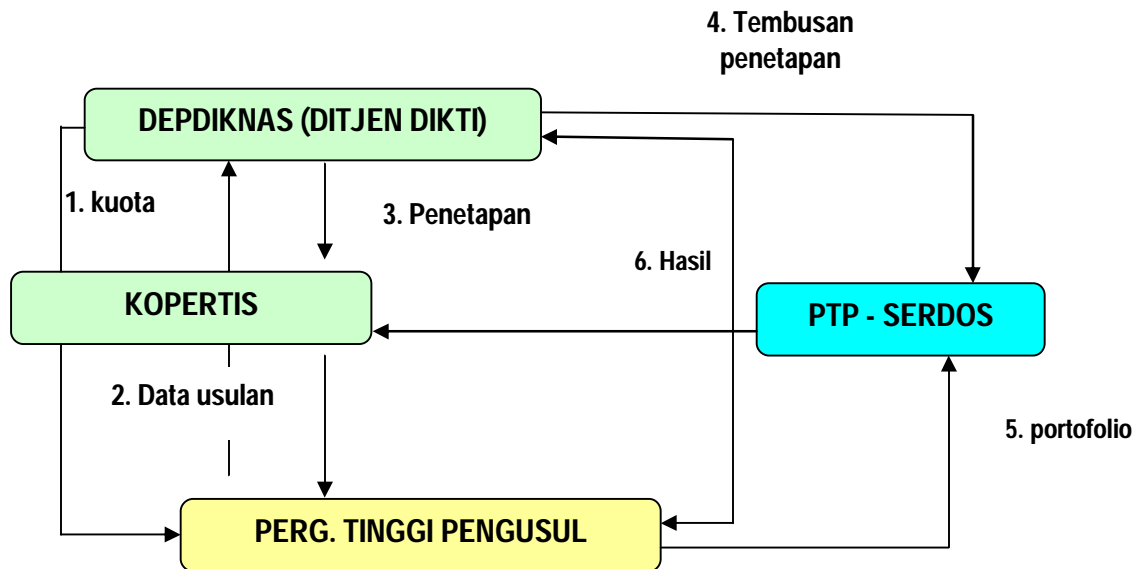 4. Tembusan
penetapan
DEPDIKNAS (DITJEN DIKTI)
1. kuota
3. Penetapan
6. Hasil
KOPERTIS
PTP - SERDOS
2. Data usulan
5. portofolio
PERG. TINGGI PENGUSUL